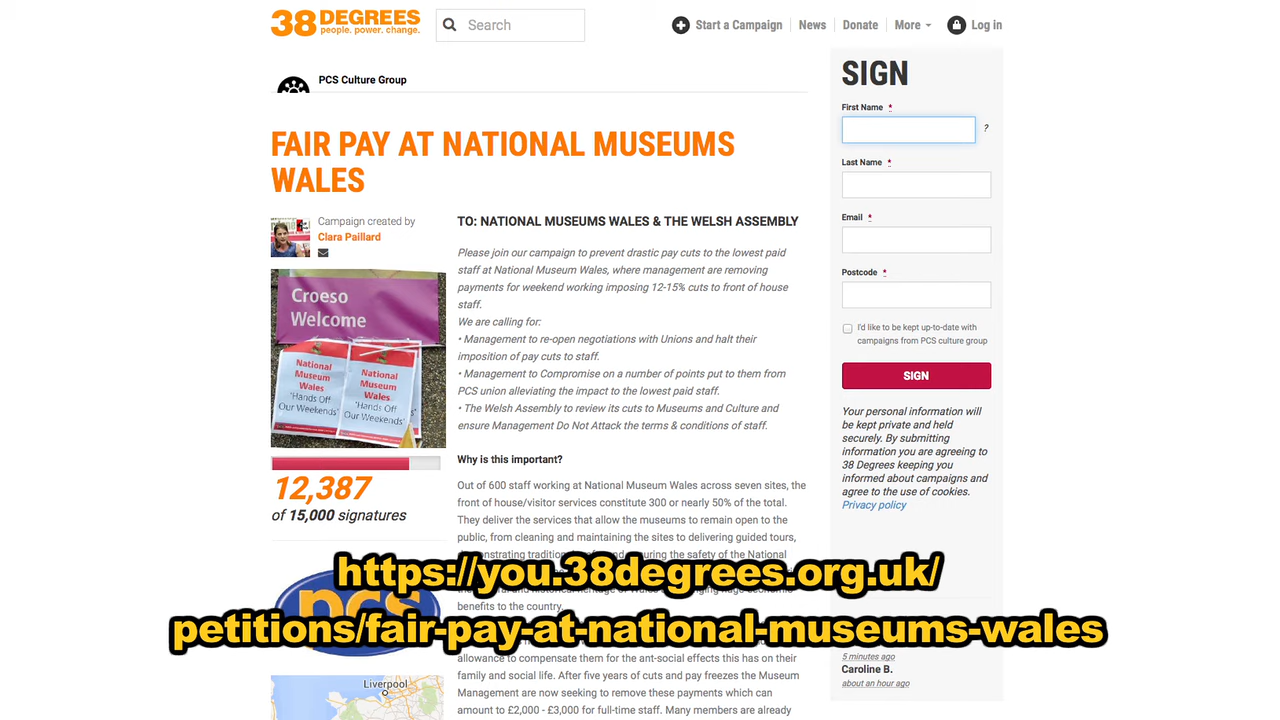 38 DEGREES
people. power. change.
Search
Start a Campaign
News
Donate
More
Log in
PCS Culture Group
FAIR PAY AT NATIONAL MUSEUMS
WALES
Campaign created by
Clara Paillard
Croeso
Welcome
National
Museum
Wales
'Hands Off
Our Weekends'
National
Museum
Wales
'Hands Off
Our Weekends'
12,387
of 15,000 signatures
pcs
Liverpool
TO: NATIONAL MUSEUMS WALES & THE WELSH ASSEMBLY
Please join our campaign to prevent drastic pay cuts to the lowest paid
staff at National Museum Wales, where management are removing
payments for weekend working imposing 12-15% cuts to front of house
staff.
We are calling for:
• Management to re-open negotiations with Unions and halt their
imposition of pay cuts to staff.
• Management to Compromise on a number of points put to them from
PCS union alleviating the impact to the lowest paid staff.
• The Welsh Assembly to review its cuts to Museums and Culture and
ensure Management Do Not Attack the terms & conditions of staff.
Why is this important?
Out of 600 staff working at National Museum Wales across seven sites, the
front of house/visitor services constitute 300 or nearly 50% of the total.
They deliver the services that allow the museums to remain open to the
public, from cleaning and maintaining the sites to delivering guided tours,
the safety of the National
benefits to the country.
allowance to compensate them for the ant-social effects this has on their
family and social life. After five years of cuts and pay freezes the Museum
Management are now seeking to remove these payments which can
amount to £2,000 - £3,000 for full-time staff. Many members are already
SIGN
First Name *
?
Last Name *
Email *
Postcode *
I'd like to be kept up-to-date with
campaigns from PCS culture group
SIGN
Your personal information will
be kept private and held
securely. By submitting
information you are agreeing to
38 Degrees keeping you
informed about campaigns and
agree to the use of cookies.
Privacy policy
5 minutes ago
Caroline B.
about an hour ago
https://you.38degrees.org.uk/
petitions/fair-pay-at-national-museums-wales